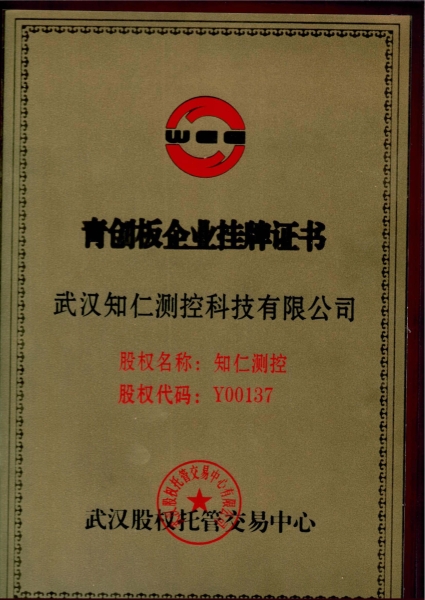 青创板企业挂牌证书
武汉知仁测控科技有限公司
股权名称：知仁测控
股权代码：Y00137
武汉股权托管交易中心